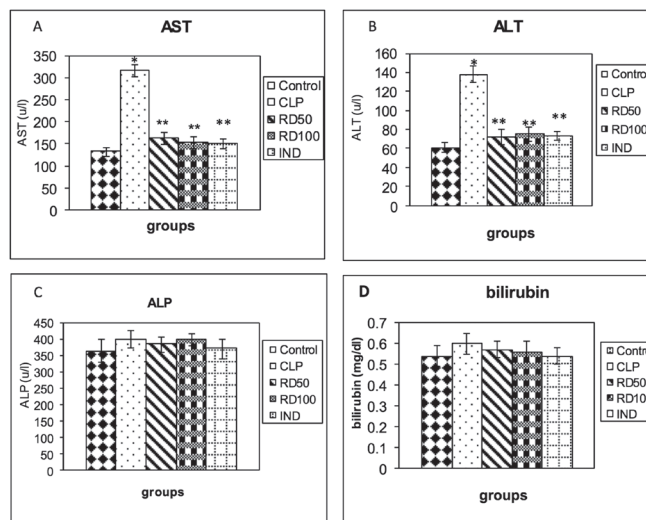 A
AST
AST (u/l)
350
300
250
200
150
100
50
0
*
**
**
**
groups
Control
CLP
RD50
RD100
IND
B
ALT
ALT (u/l)
160
140
120
100
80
60
40
20
0
*
**
**
**
groups
Contro
CLP
RD50
RD100
IND
C
ALP
ALP (u/l)
450
400
350
300
250
200
150
100
50
0
groups
Control
CLP
RD50
RD100
IND
D
bilirubin
bilirubin (mg/dl)
0.7
0.6
0.5
0.4
0.3
0.2
0.1
0
groups
Contro
CLP
RD50
RD10
IND